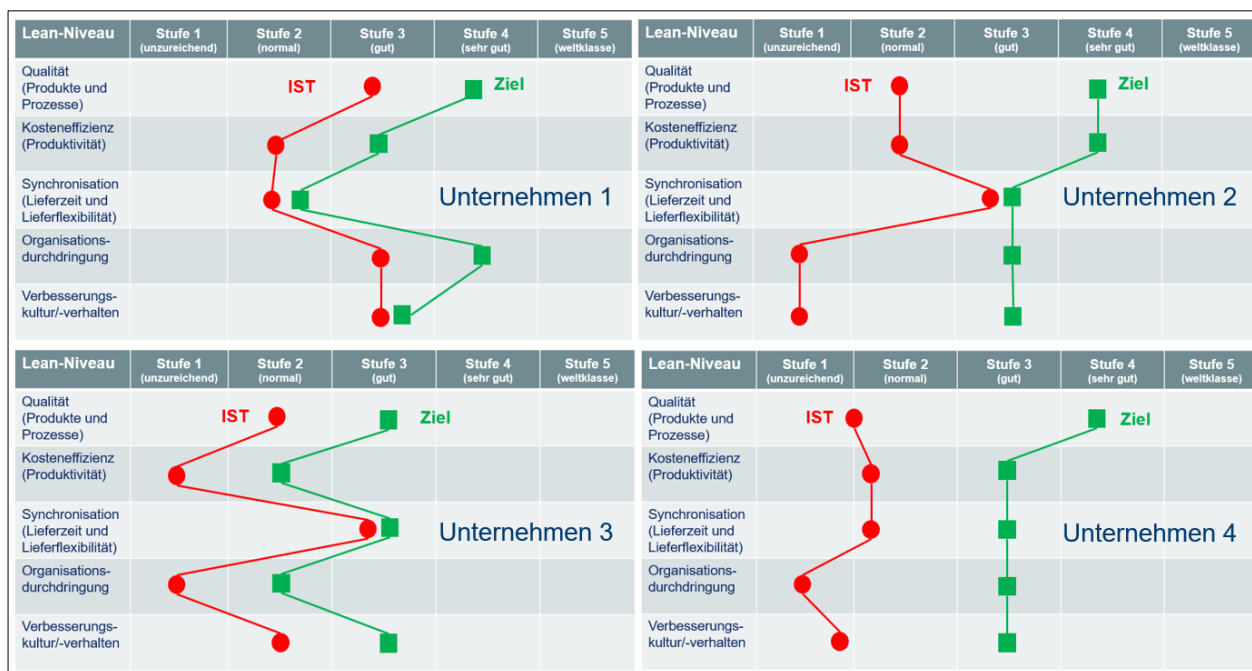 Lean-Niveau
Stufe 1
(unzureichend)
Stufe 2
(normal)
Stufe 3
(gut)
Stufe 4
(sehr gut)
Stufe 5
(weltklasse)
Qualität
(Produkte und
Prozesse)
IST
Ziel
Kosteneffizienz
(Produktivität)
Synchronisation
(Lieferzeit und
Lieferflexibilität)
Unternehmen 1
Organisations-
durchdringung
Verbesserungs-
kultur/-verhalten
Lean-Niveau
Stufe 1
(unzureichend)
Stufe 2
(normal)
Stufe 3
(gut)
Stufe 4
(sehr gut)
Stufe 5
(weltklasse)
Qualität
(Produkte und
Prozesse)
IST
Ziel
Kosteneffizienz
(Produktivität)
Synchronisation
(Lieferzeit und
Lieferflexibilität)
Unternehmen 2
Organisations-
durchdringung
Verbesserungs-
kultur/-verhalten
Lean-Niveau
Stufe 1
(unzureichend)
Stufe 2
(normal)
Stufe 3
(gut)
Stufe 4
(sehr gut)
Stufe 5
(weltklasse)
Qualität
(Produkte und
Prozesse)
IST
Ziel
Kosteneffizienz
(Produktivität)
Synchronisation
(Lieferzeit und
Lieferflexibilität)
Unternehmen 3
Organisations-
durchdringung
Verbesserungs-
kultur/-verhalten
Lean-Niveau
Stufe 1
(unzureichend)
Stufe 2
(normal)
Stufe 3
(gut)
Stufe 4
(sehr gut)
Stufe 5
(weltklasse)
Qualität
(Produkte und
Prozesse)
IST
Ziel
Kosteneffizienz
(Produktivität)
Synchronisation
(Lieferzeit und
Lieferflexibilität)
Unternehmen 4
Organisations-
durchdringung
Verbesserungs-
kultur/-verhalten